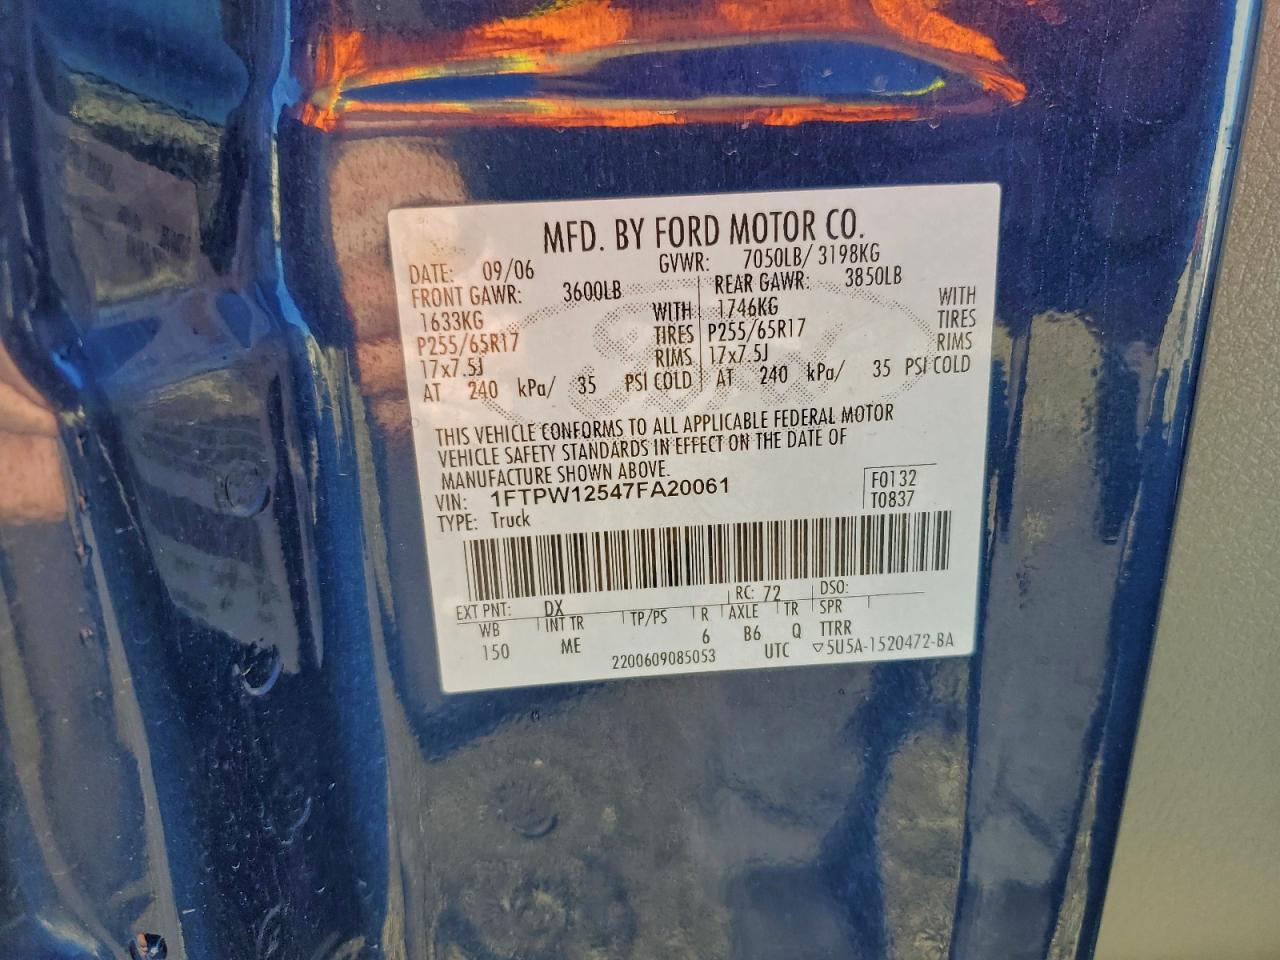 MFD. BY FORD MOTOR CO.
DATE: 09/06 GVWR: 7050LB/ 3198KG
FRONT GAWR: 3600LB REAR GAWR: 3850LB
1633KG WITH 1746KG WITH
P255/65R17 TIRES P255/65R17 TIRES
17x7.5J RIMS 17x7.5J RIMS
AT 240 kPa/ 35 PSI COLD AT 240 kPa/ 35 PSI COLD
THIS VEHICLE CONFORMS TO ALL APPLICABLE FEDERAL MOTOR
VEHICLE SAFETY STANDARDS IN EFFECT ON THE DATE OF
MANUFACTURE SHOWN ABOVE.
VIN: 1FTPW12547FA20061 F0132
TYPE: Truck T0837
EXT PNT: DX RC: 72 DSO:
WB INT TR TP/PS R AXLE TR SPR
150 ME 6 B6 Q TTRR
2200609085053 UTC ▽5U5A-1520472-BA